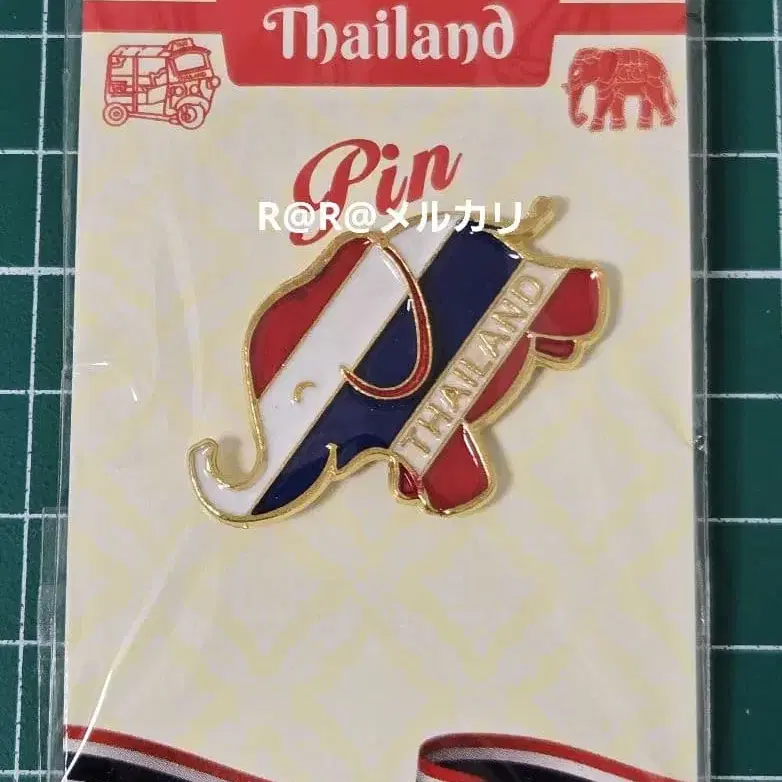 Thailand
Pin
R@R@メルカリ
THAILAND